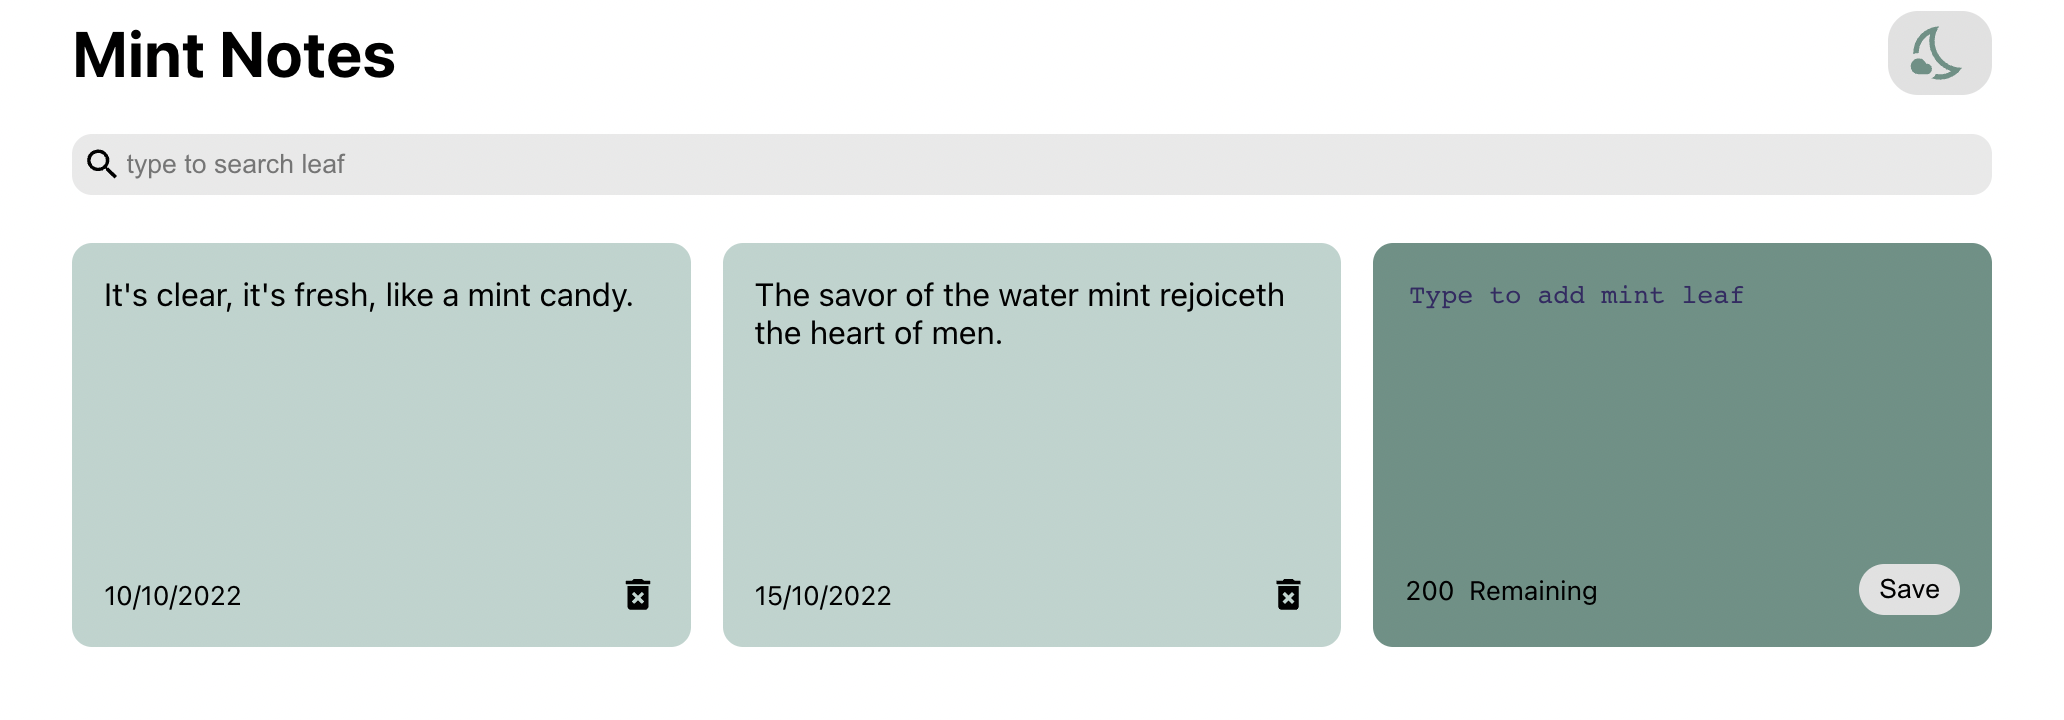 Mint Notes
type to search leaf
It's clear, it's fresh, like a mint candy.
10/10/2022
The savor of the water mint rejoiceth
the heart of men.
15/10/2022
Type to add mint leaf
200 Remaining
Save